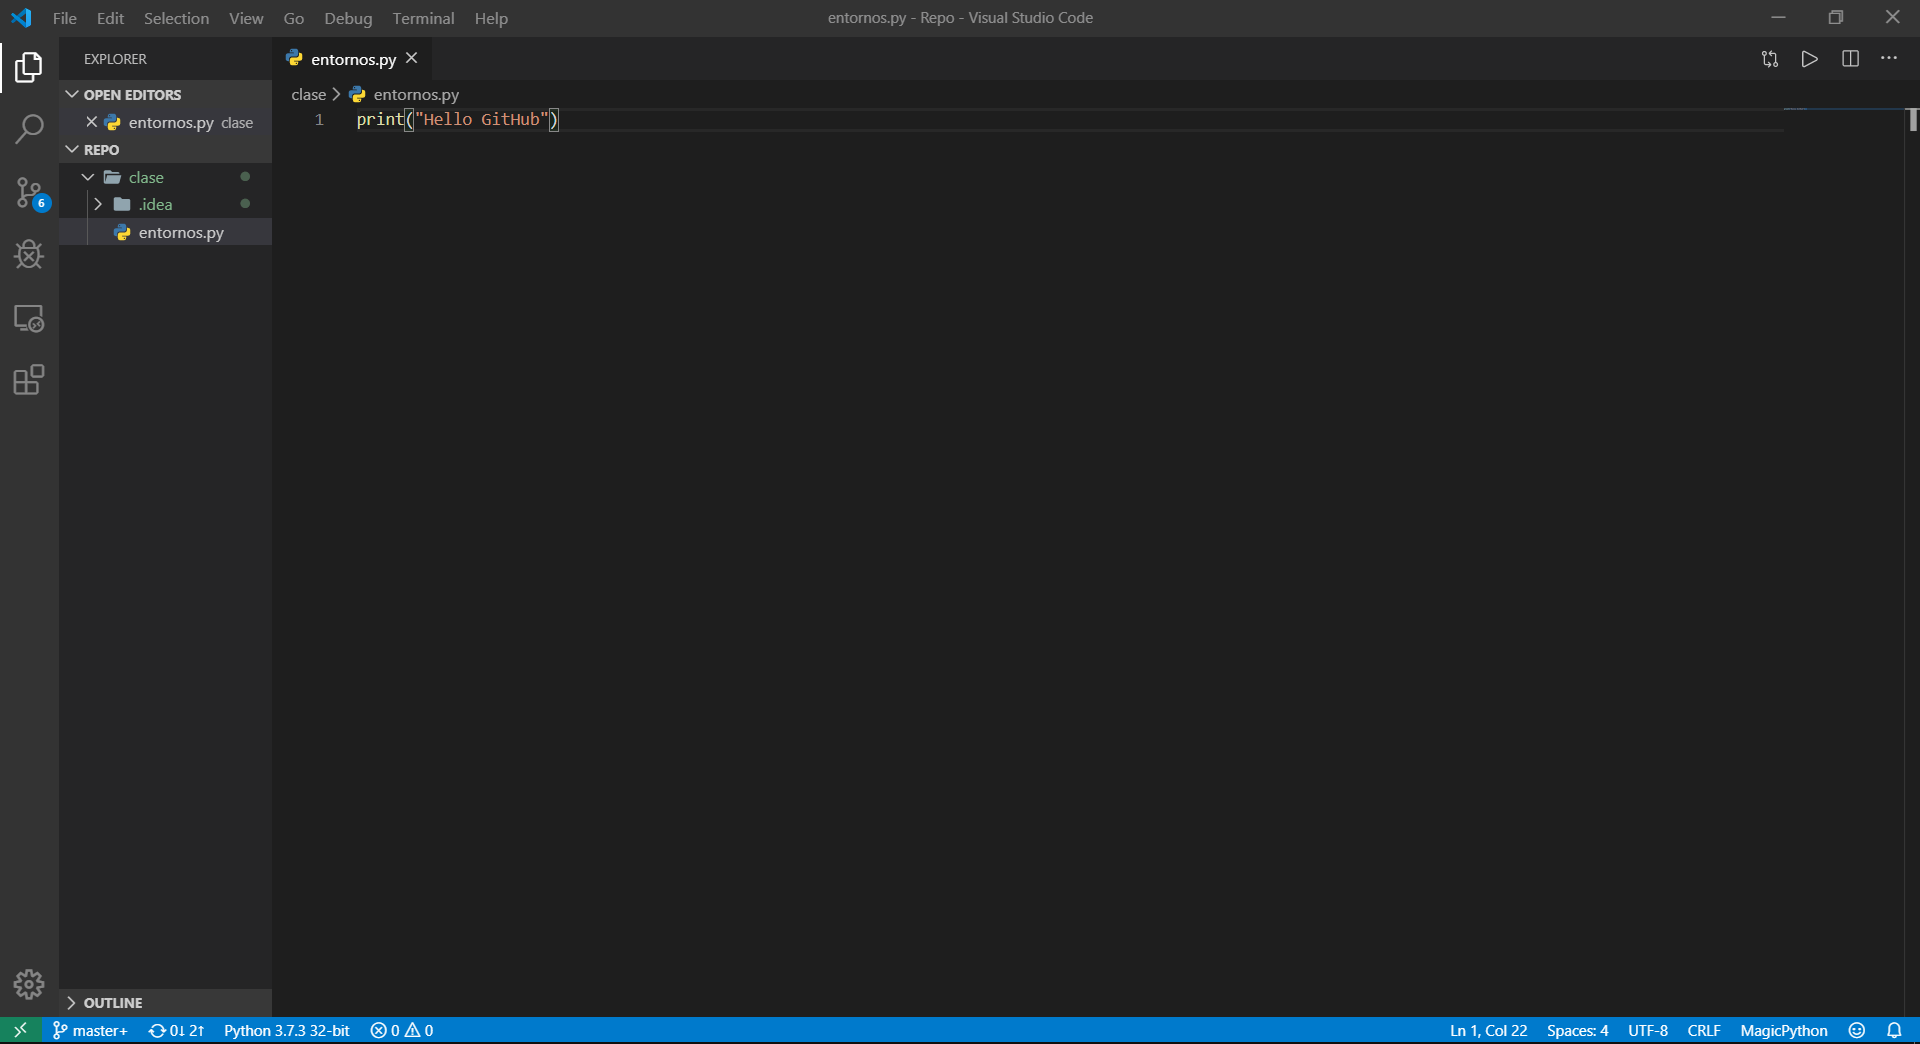 File Edit Selection View Go Debug Terminal Help
entornos.py - Repo - Visual Studio Code
EXPLORER
entornos.py
OPEN EDITORS
clase entornos.py
entornos.py clase
1 print("Hello GitHub")
REPO
clase
.idea
entornos.py
6
OUTLINE
master+ 0↓ 2↑ Python 3.7.3 32-bit 0 0 Ln 1, Col 22 Spaces: 4 UTF-8 CRLF MagicPython